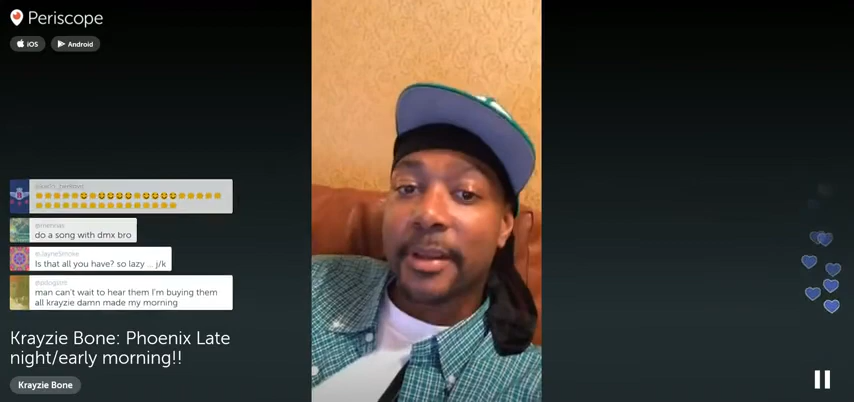 Periscope
iOS
Android
do a song with dmx bro
@JayneSmoke
Is that all you have? so lazy ... j/k
man can't wait to hear them I'm buying them
all krayzie damn made my morning
Krayzie Bone: Phoenix Late
night/early morning!!
Krayzie Bone